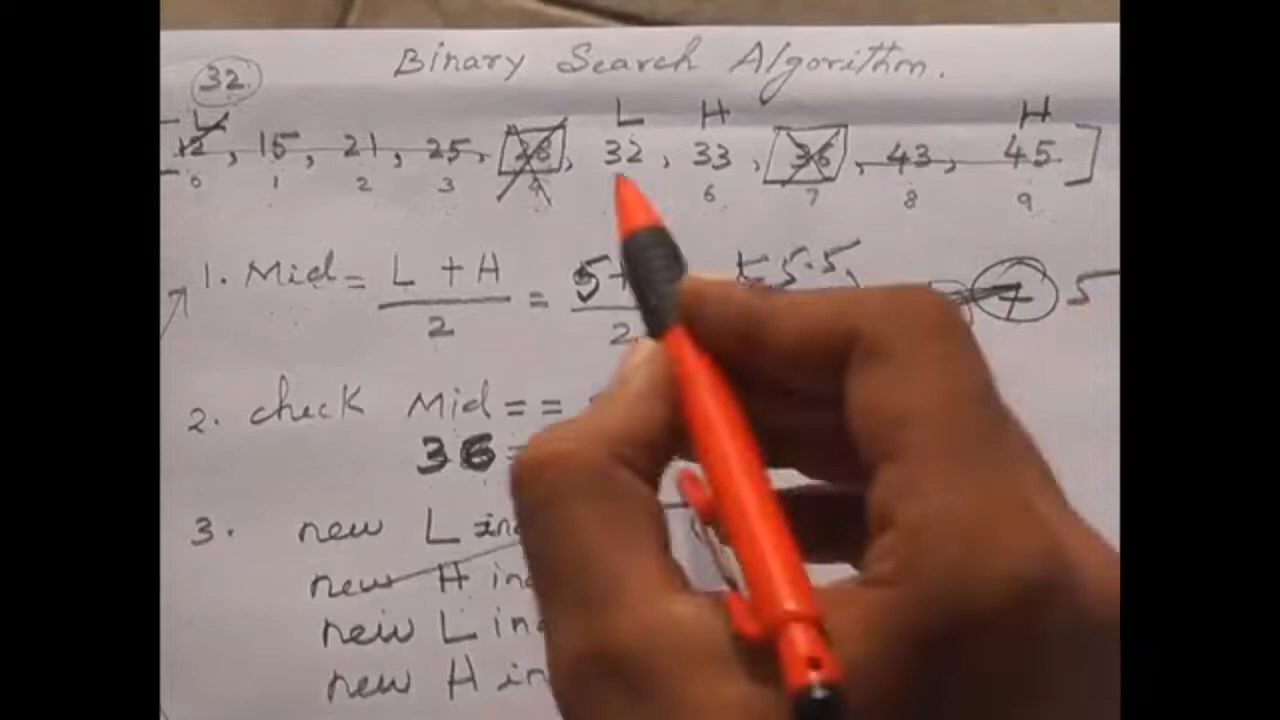 Binary Search Algorithm.
32.
L L H H
12, 15, 21, 25, 28, 32, 33, 36, 43, 45]
0 1 2 3 4 6 7 8 9
1. Mid = L + H / 2 = 5+ / 2 5.5 5
2. check Mid ==
36
3. new L
new H
new L
new H